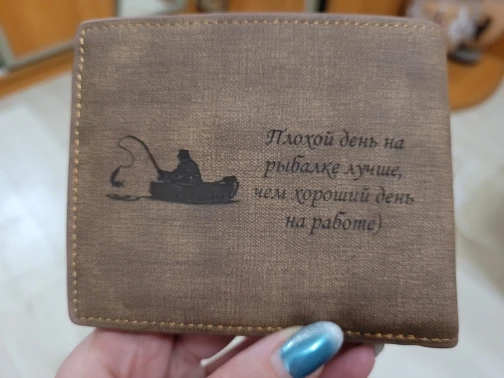 Плохой день на
рыбалке лучше,
чем хороший день
на работе)